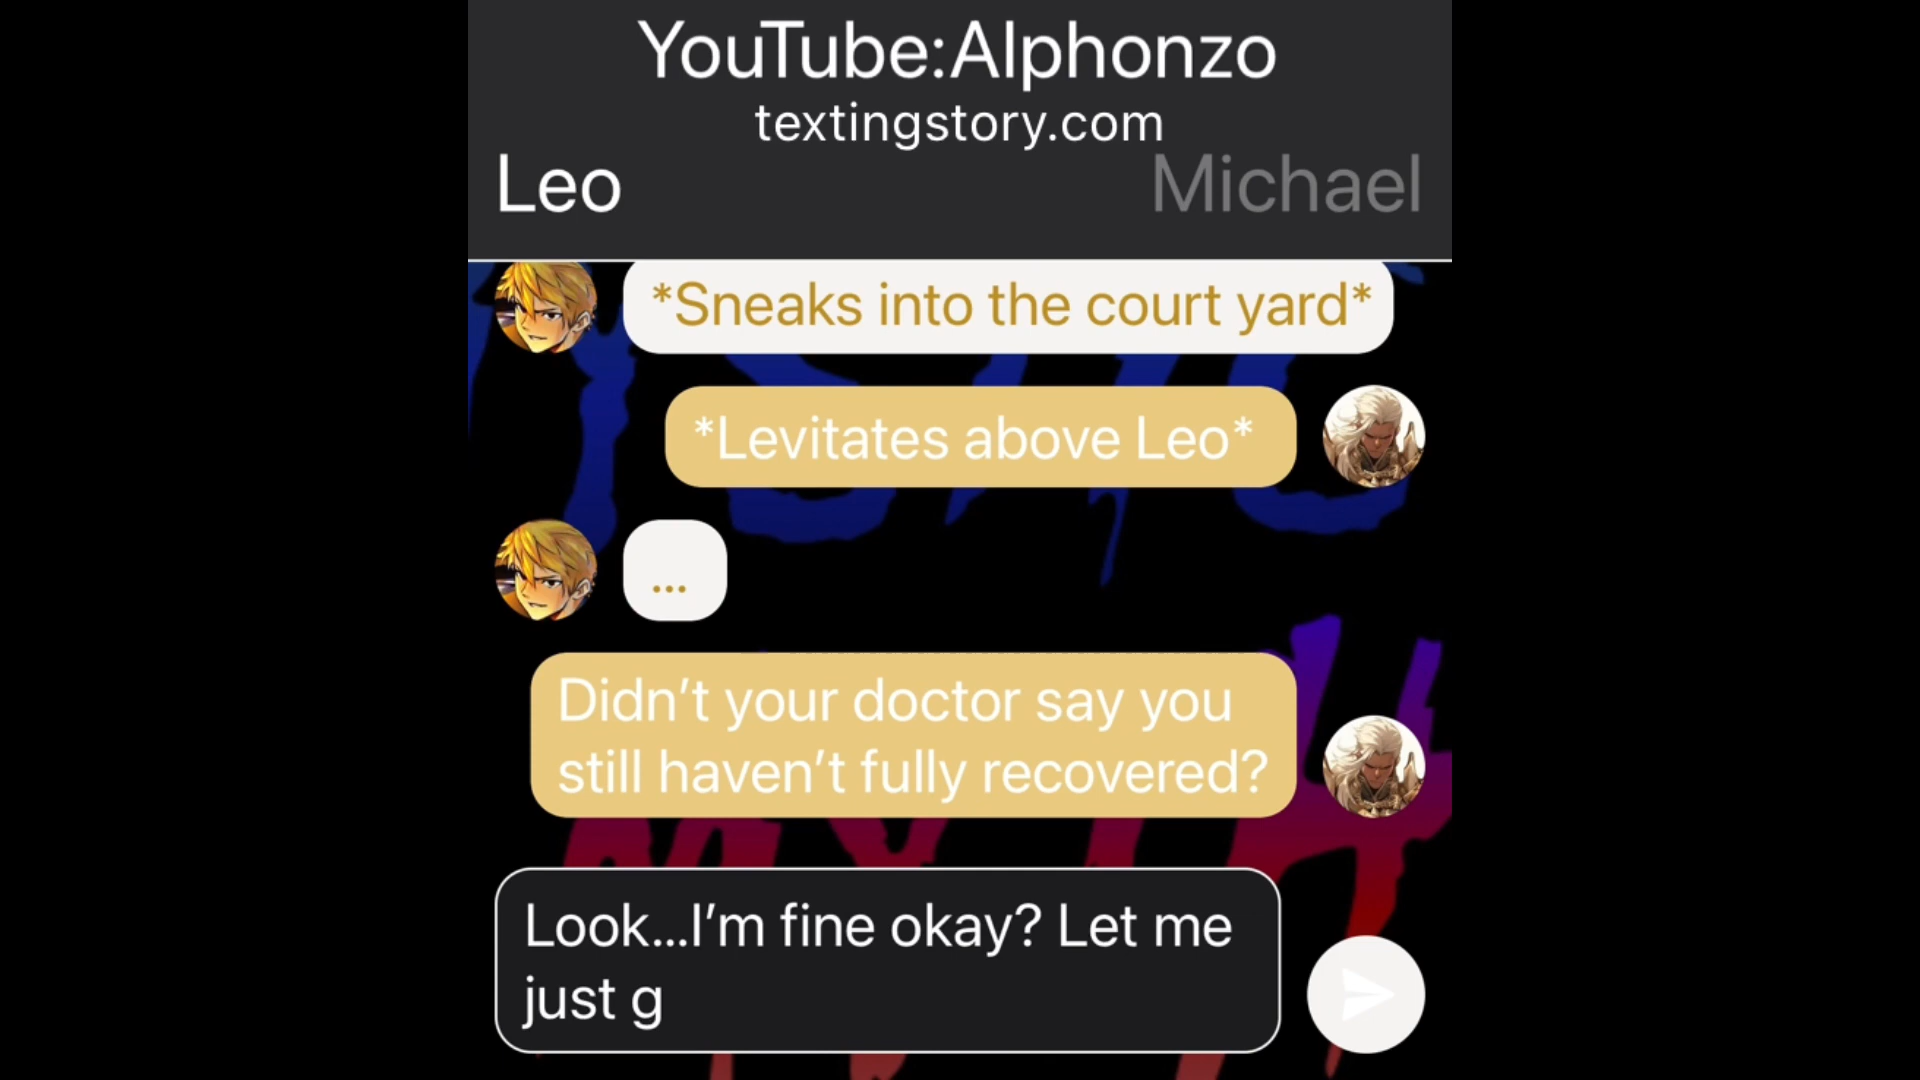 YouTube:Alphonzo
textingstory.com
Leo
Michael
*Sneaks into the court yard*
*Levitates above Leo*
...
Didn’t your doctor say you
still haven’t fully recovered?
Look...I’m fine okay? Let me
just g